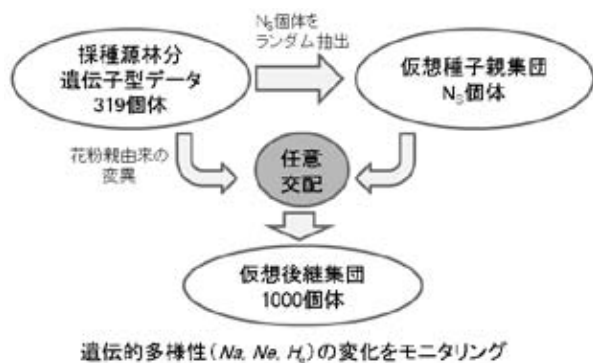 採種源林分
遺伝子型データ
319個体
NS個体を
ランダム抽出
仮想種子親集団
NS個体
花粉親由来の
変異
任意
交配
仮想後継集団
1000個体
遺伝的多様性(Na, Ne, He)の変化をモニタリング